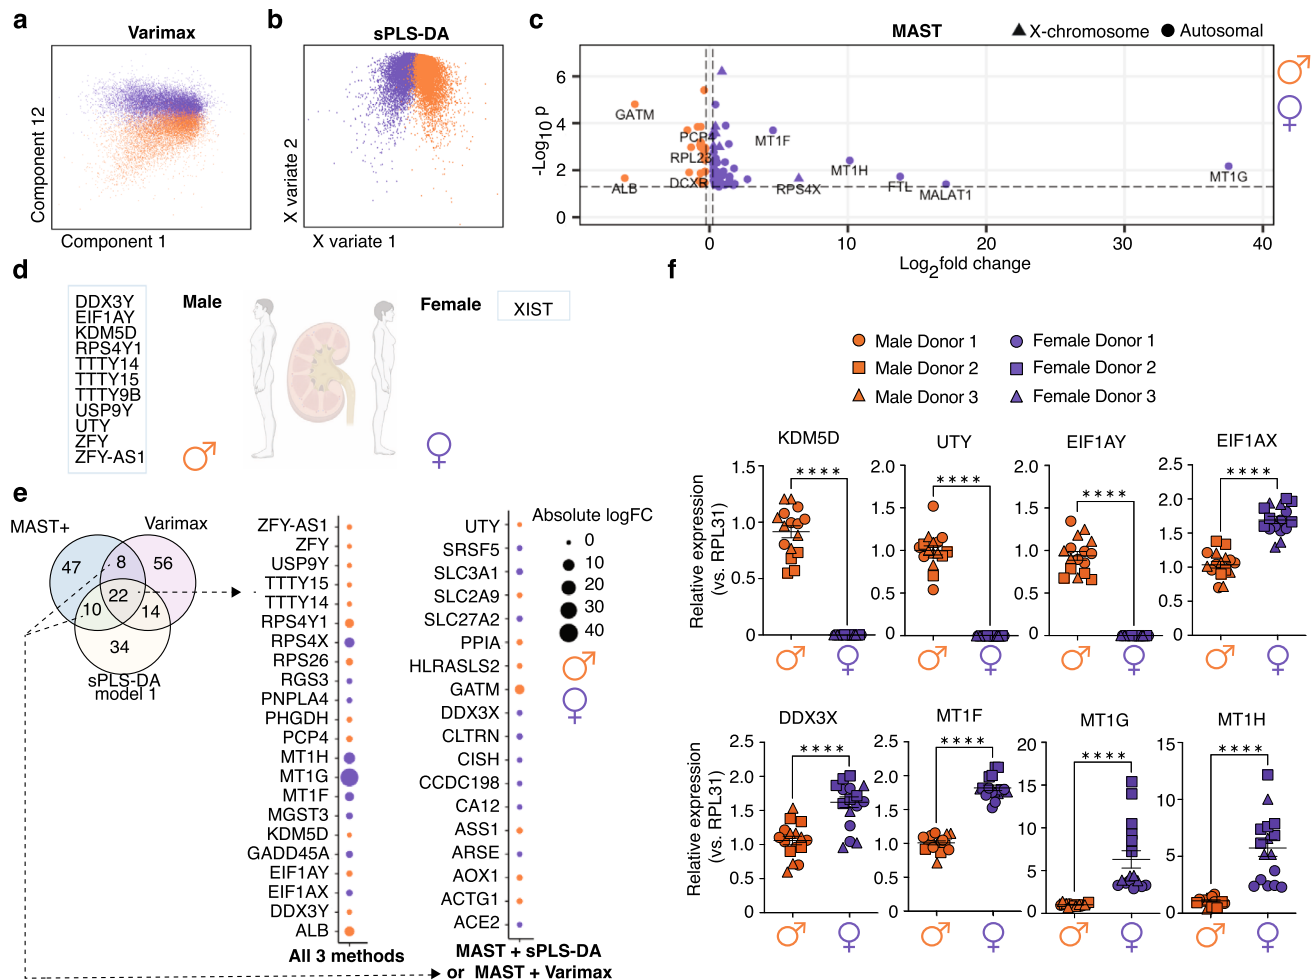 a
Varimax
Component 12
Component 1
b
sPLS-DA
X variate 2
X variate 1
c
MAST
X-chromosome
Autosomal
-Log10 p
6
4
2
0
GATM
PCP4
RPL23
DCXR
ALB
MT1F
MT1H
RPS4X
FTL
MALAT1
MT1G
0 10 20 30 40
Log2fold change
d
DDX3Y
EIF1AY
KDM5D
RPS4Y1
TTTY14
TTTY15
TTTY9B
USP9Y
UTY
ZFY
ZFY-AS1
Male
Female
XIST
e
MAST+
Varimax
47
8
56
22
10
14
34
sPLS-DA
model 1
ZFY-AS1
ZFY
USP9Y
TTTY15
TTTY14
RPS4Y1
RPS4X
RPS26
RGS3
PNPLA4
PHGDH
PCP4
MT1H
MT1G
MT1F
MGST3
KDM5D
GADD45A
EIF1AY
EIF1AX
DDX3Y
ALB
All 3 methods
UTY
SRSF5
SLC3A1
SLC2A9
SLC27A2
PPIA
HLRASLS2
GATM
DDX3X
CLTRN
CISH
CCDC198
CA12
ASS1
ARSE
AOX1
ACTG1
ACE2
MAST + sPLS-DA
or MAST + Varimax
Absolute logFC
0
10
20
30
40
f
Male Donor 1
Male Donor 2
Male Donor 3
Female Donor 1
Female Donor 2
Female Donor 3
Relative expression
(vs. RPL31)
KDM5D
****
1.5
1.0
0.5
0
UTY
****
2.0
1.5
1.0
0.5
0
EIF1AY
****
2.0
1.5
1.0
0.5
0
EIF1AX
****
2.5
2.0
1.5
1.0
0.5
0
Relative expression
(vs. RPL31)
DDX3X
****
2.5
2.0
1.5
1.0
0.5
0
MT1F
****
2.5
2.0
1.5
1.0
0.5
0
MT1G
****
20
15
10
5
0
MT1H
****
15
10
5
0